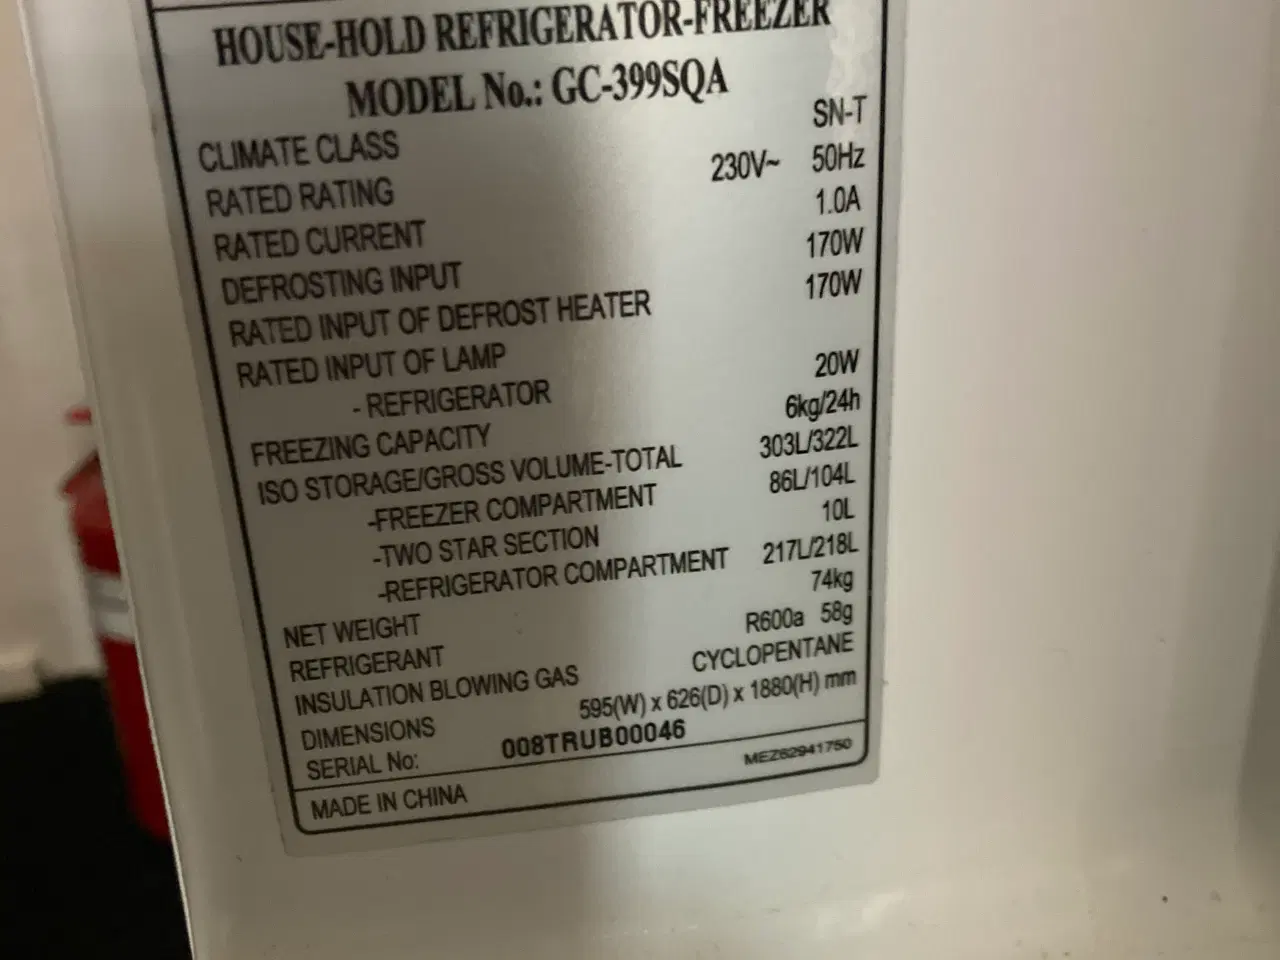 HOUSE-HOLD REFRIGERATOR-FREEZER
MODEL No.: GC-399SQA
CLIMATE CLASS SN-T
RATED RATING 230V~ 50Hz
RATED CURRENT 1.0A
DEFROSTING INPUT 170W
RATED INPUT OF DEFROST HEATER 170W
RATED INPUT OF LAMP
- REFRIGERATOR 20W
FREEZING CAPACITY 6kg/24h
ISO STORAGE/GROSS VOLUME-TOTAL 303L/322L
-FREEZER COMPARTMENT 86L/104L
-TWO STAR SECTION 10L
-REFRIGERATOR COMPARTMENT 217L/218L
NET WEIGHT 74kg
REFRIGERANT R600a 58g
INSULATION BLOWING GAS CYCLOPENTANE
DIMENSIONS 595(W) x 626(D) x 1880(H) mm
SERIAL No: 008TRUB00046
MADE IN CHINA MEZ62941750